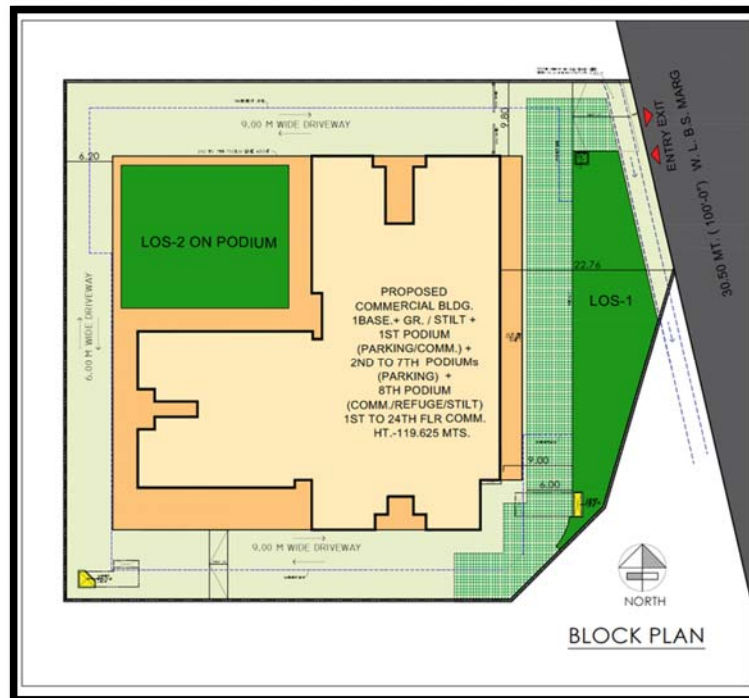 9.00 M WIDE DRIVEWAY
9.80
ENTRY EXIT
30.50 MT. ( 100'-0") W. L. B.S. MARG
6.20
LOS-2 ON PODIUM
22.76
LOS-1
PROPOSED
COMMERCIAL BLDG.
1BASE.+ GR. / STILT +
1ST PODIUM
(PARKING/COMM.) +
2ND TO 7TH PODIUMs
(PARKING) +
8TH PODIUM
(COMM./REFUGE/STILT)
1ST TO 24TH FLR COMM.
HT.-119.625 MTS.
6.00 M WIDE DRIVEWAY
9.00
6.00
9.00 M WIDE DRIVEWAY
NORTH
BLOCK PLAN